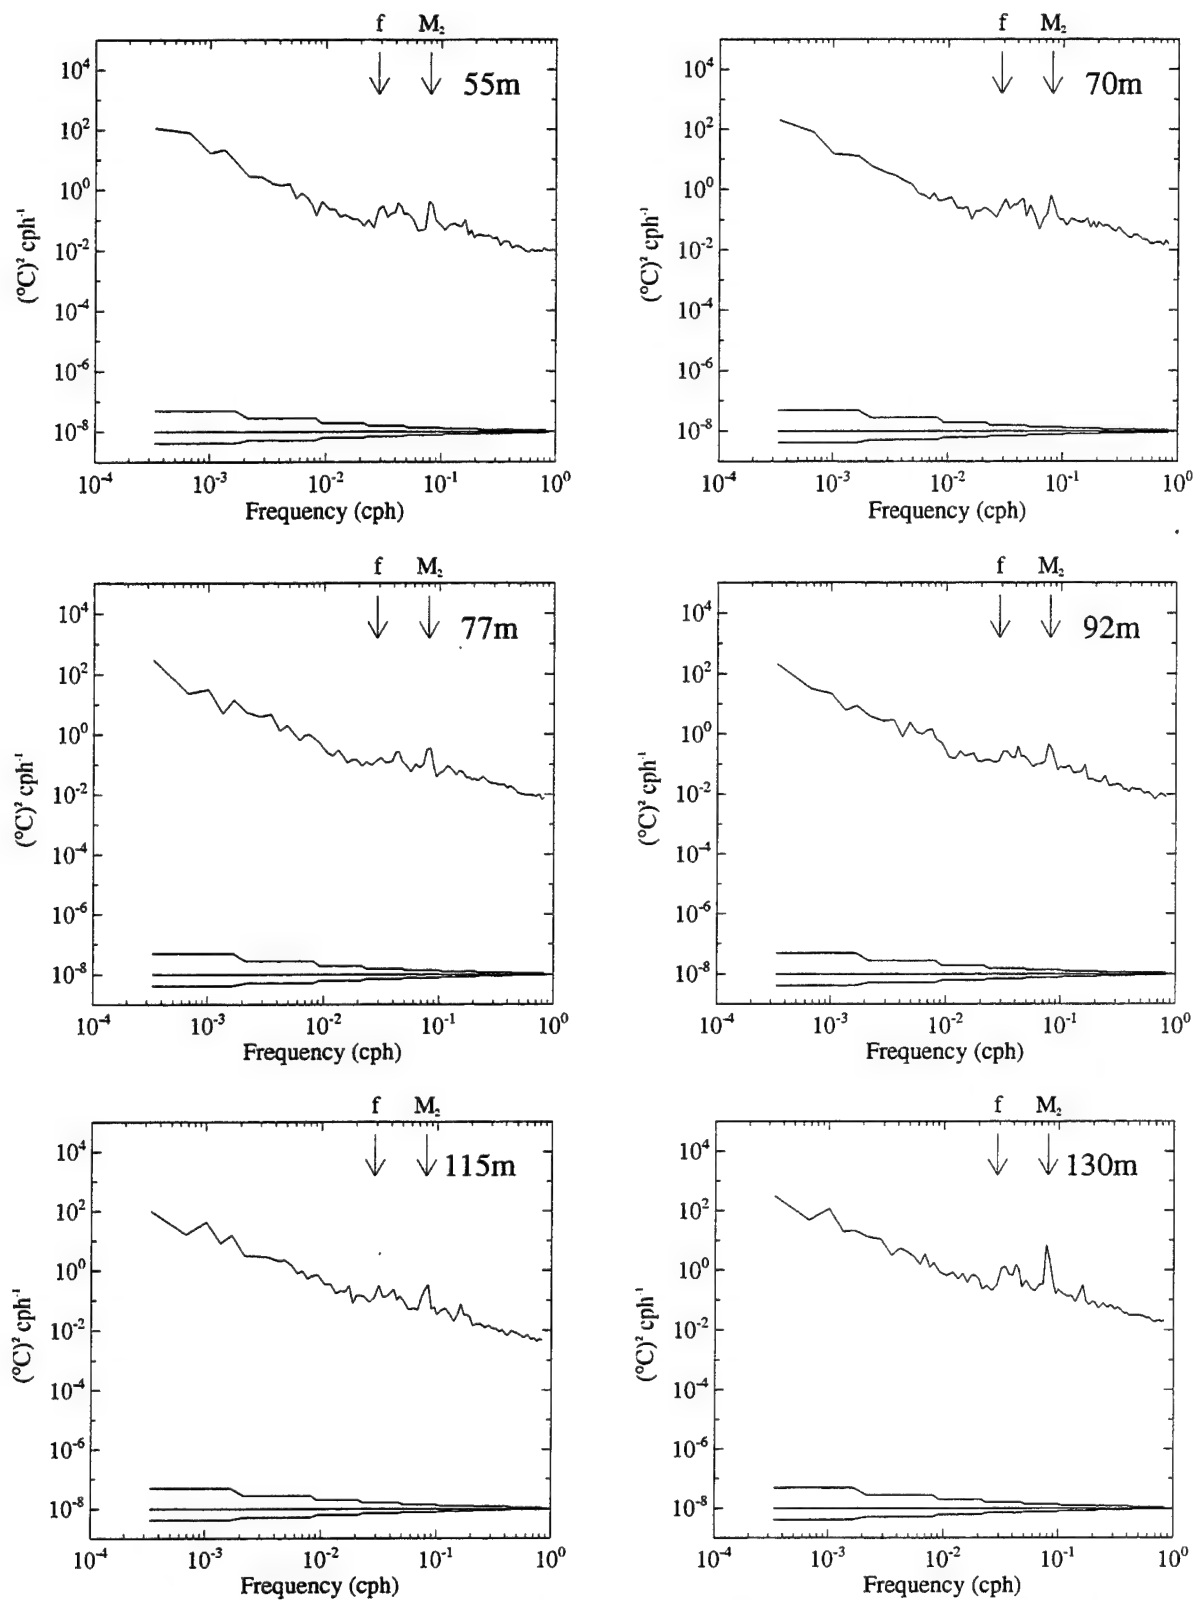 f M₂
55m
10⁴
10²
10⁰
10⁻²
10⁻⁴
10⁻⁶
10⁻⁸
(°C)² cph⁻¹
10⁻⁴ 10⁻³ 10⁻² 10⁻¹ 10⁰
Frequency (cph)
f M₂
70m
10⁴
10²
10⁰
10⁻²
10⁻⁴
10⁻⁶
10⁻⁸
(°C)² cph⁻¹
10⁻⁴ 10⁻³ 10⁻² 10⁻¹ 10⁰
Frequency (cph)
f M₂
77m
10⁴
10²
10⁰
10⁻²
10⁻⁴
10⁻⁶
10⁻⁸
(°C)² cph⁻¹
10⁻⁴ 10⁻³ 10⁻² 10⁻¹ 10⁰
Frequency (cph)
f M₂
92m
10⁴
10²
10⁰
10⁻²
10⁻⁴
10⁻⁶
10⁻⁸
(°C)² cph⁻¹
10⁻⁴ 10⁻³ 10⁻² 10⁻¹ 10⁰
Frequency (cph)
f M₂
115m
10⁴
10²
10⁰
10⁻²
10⁻⁴
10⁻⁶
10⁻⁸
(°C)² cph⁻¹
10⁻⁴ 10⁻³ 10⁻² 10⁻¹ 10⁰
Frequency (cph)
f M₂
130m
10⁴
10²
10⁰
10⁻²
10⁻⁴
10⁻⁶
10⁻⁸
(°C)² cph⁻¹
10⁻⁴ 10⁻³ 10⁻² 10⁻¹ 10⁰
Frequency (cph)